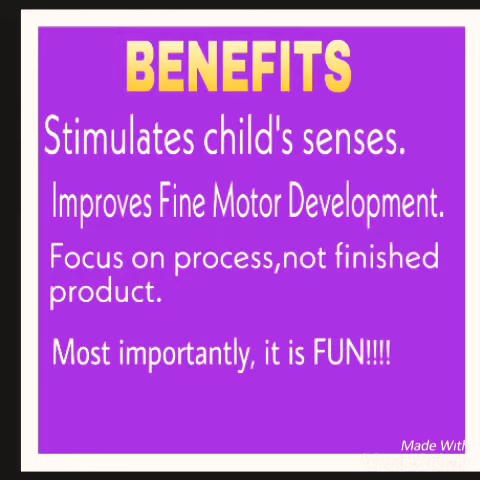 BENEFITS
Stimulates child's senses.
Improves Fine Motor Development.
Focus on process,not finished
product.
Most importantly, it is FUN!!!!
Made With